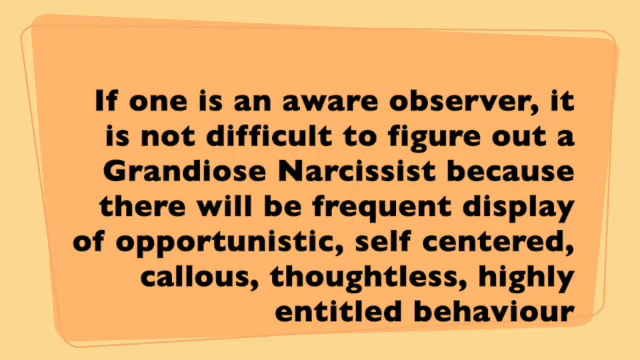 If one is an aware observer, it
is not difficult to figure out a
Grandiose Narcissist because
there will be frequent display
of opportunistic, self centered,
callous, thoughtless, highly
entitled behaviour